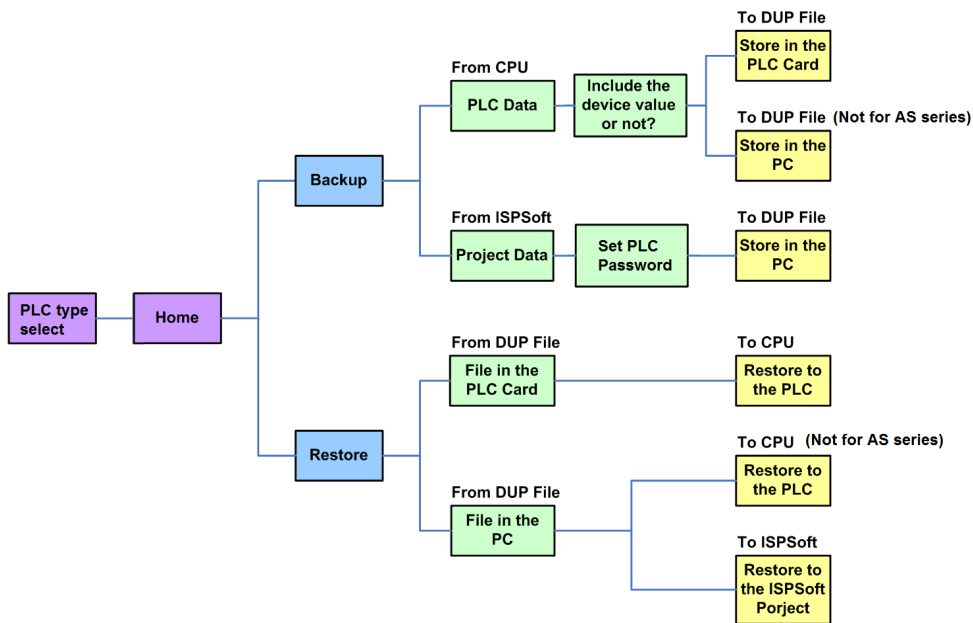 To DUP File
Store in the
PLC Card
From CPU
PLC Data
Include the
device value
or not?
To DUP File (Not for AS series)
Store in the
PC
Backup
From ISPSoft
Project Data
Set PLC
Password
To DUP File
Store in the
PC
PLC type
select
Home
From DUP File
File in the
PLC Card
To CPU
Restore to
the PLC
Restore
To CPU (Not for AS series)
Restore to
the PLC
From DUP File
File in the
PC
To ISPSoft
Restore to
the ISPSoft
Porject